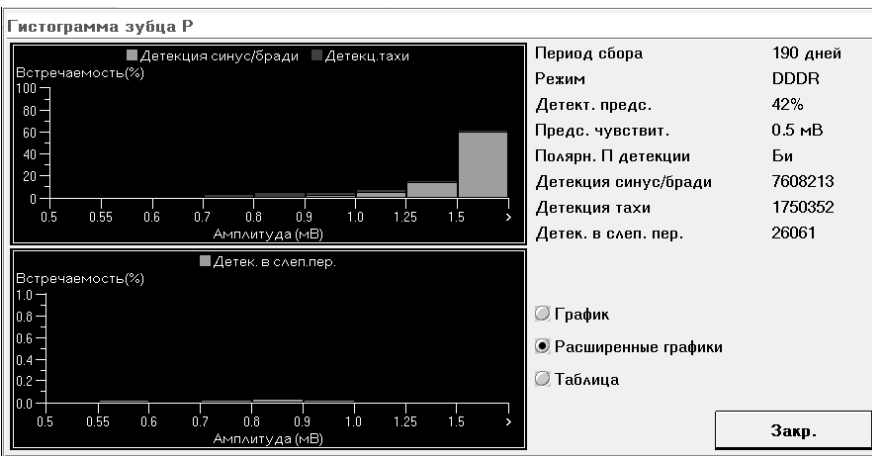 Гистограмма зубца P
Детекция синус/бради Детекц.тахи
Встречаемость(%)
100
80
60
40
20
0
0.5 0.55 0.6 0.7 0.8 0.9 1.0 1.25 1.5 >
Амплитуда (мВ)
Детек. в слеп.пер.
Встречаемость(%)
1.0
0.8
0.6
0.4
0.2
0.0
0.5 0.55 0.6 0.7 0.8 0.9 1.0 1.25 1.5 >
Амплитуда (мВ)
Период сбора 190 дней
Режим DDDR
Детект. предс. 42%
Предс. чувствит. 0.5 мВ
Полярн. П детекции Би
Детекция синус/бради 7608213
Детекция тахи 1750352
Детек. в слеп. пер. 26061
График
Расширенные графики
Таблица
Закр.